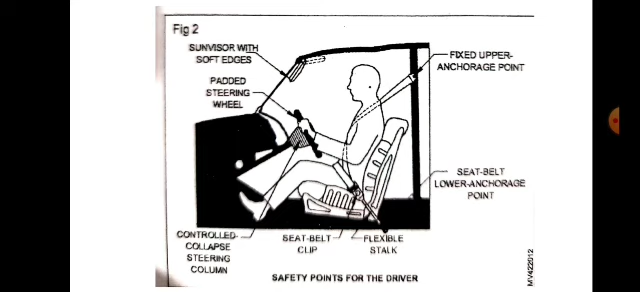 Fig 2
SUNVISOR WITH
SOFT EDGES
PADDED
STEERING
WHEEL
FIXED UPPER-
ANCHORAGE POINT
SEAT-BELT
LOWER-ANCHORAGE
POINT
CONTROLLED-
COLLAPSE
STEERING
COLUMN
SEAT-BELT
CLIP
FLEXIBLE
STALK
SAFETY POINTS FOR THE DRIVER
MV422612